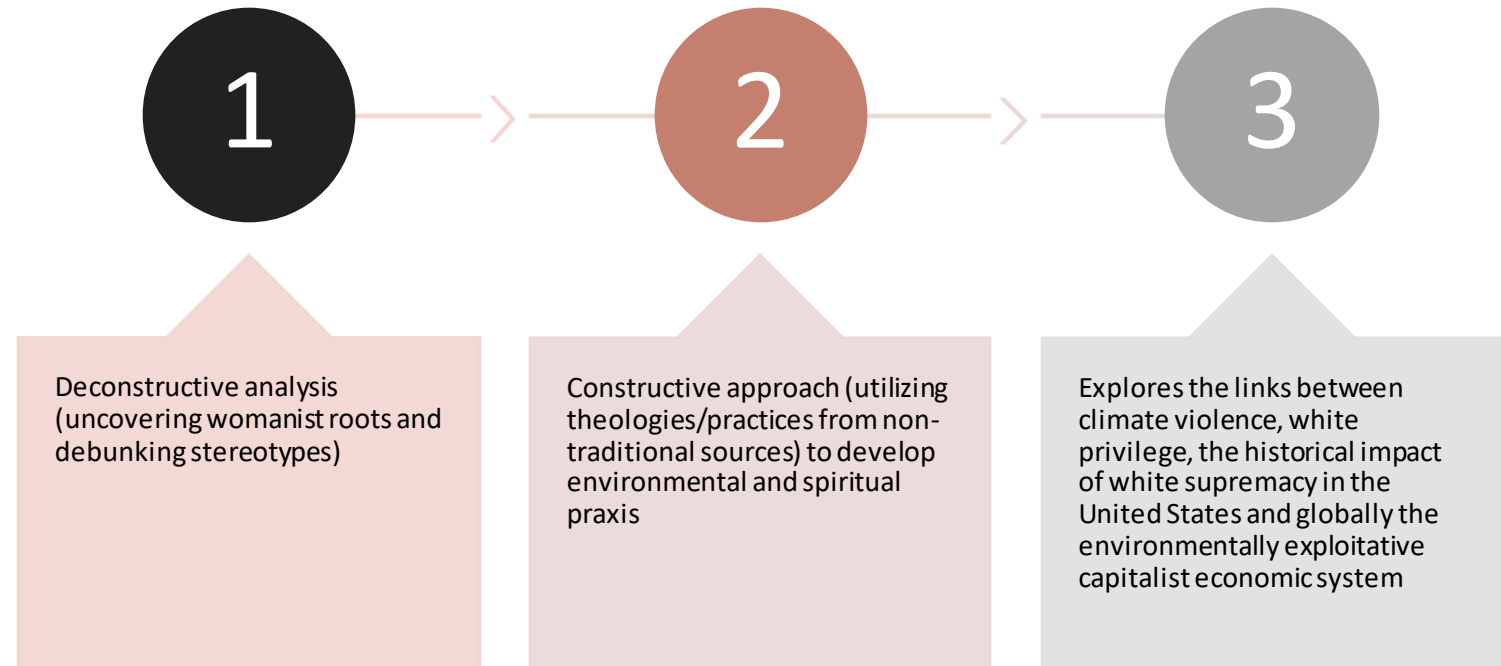 1
Deconstructive analysis
(uncovering womanist roots and
debunking stereotypes)
2
Constructive approach (utilizing
theologies/practices from non-
traditional sources) to develop
environmental and spiritual
praxis
3
Explores the links between
climate violence, white
privilege, the historical impact
of white supremacy in the
United States and globally the
environmentally exploitative
capitalist economic system